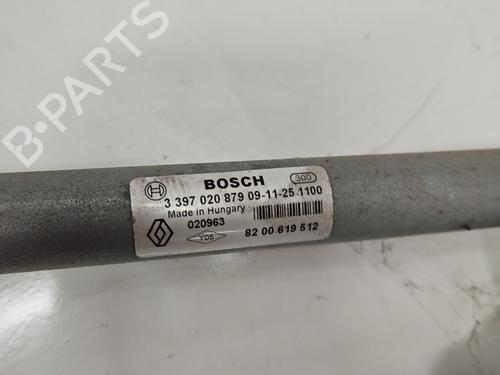 BOSCH
300
3 397 020 879 09-11-25 1100
Made in Hungary
020963
Y05
82 00 619 512
B-PARTS